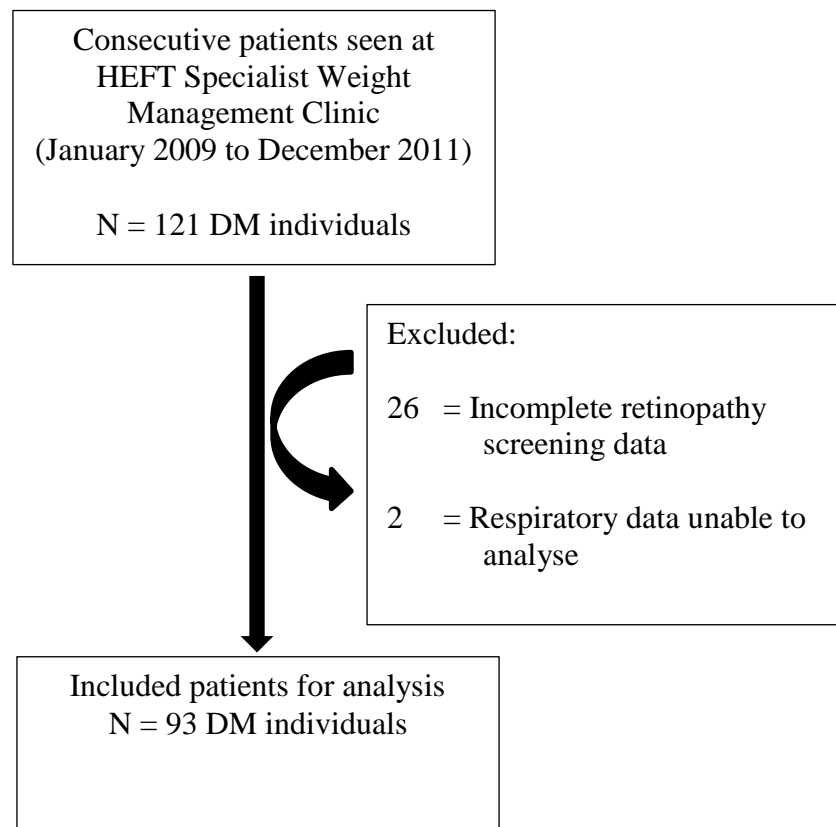 Consecutive patients seen at
HEFT Specialist Weight
Management Clinic
(January 2009 to December 2011)
N = 121 DM individuals
Excluded:
26 = Incomplete retinopathy
screening data
2 = Respiratory data unable to
analyse
Included patients for analysis
N = 93 DM individuals